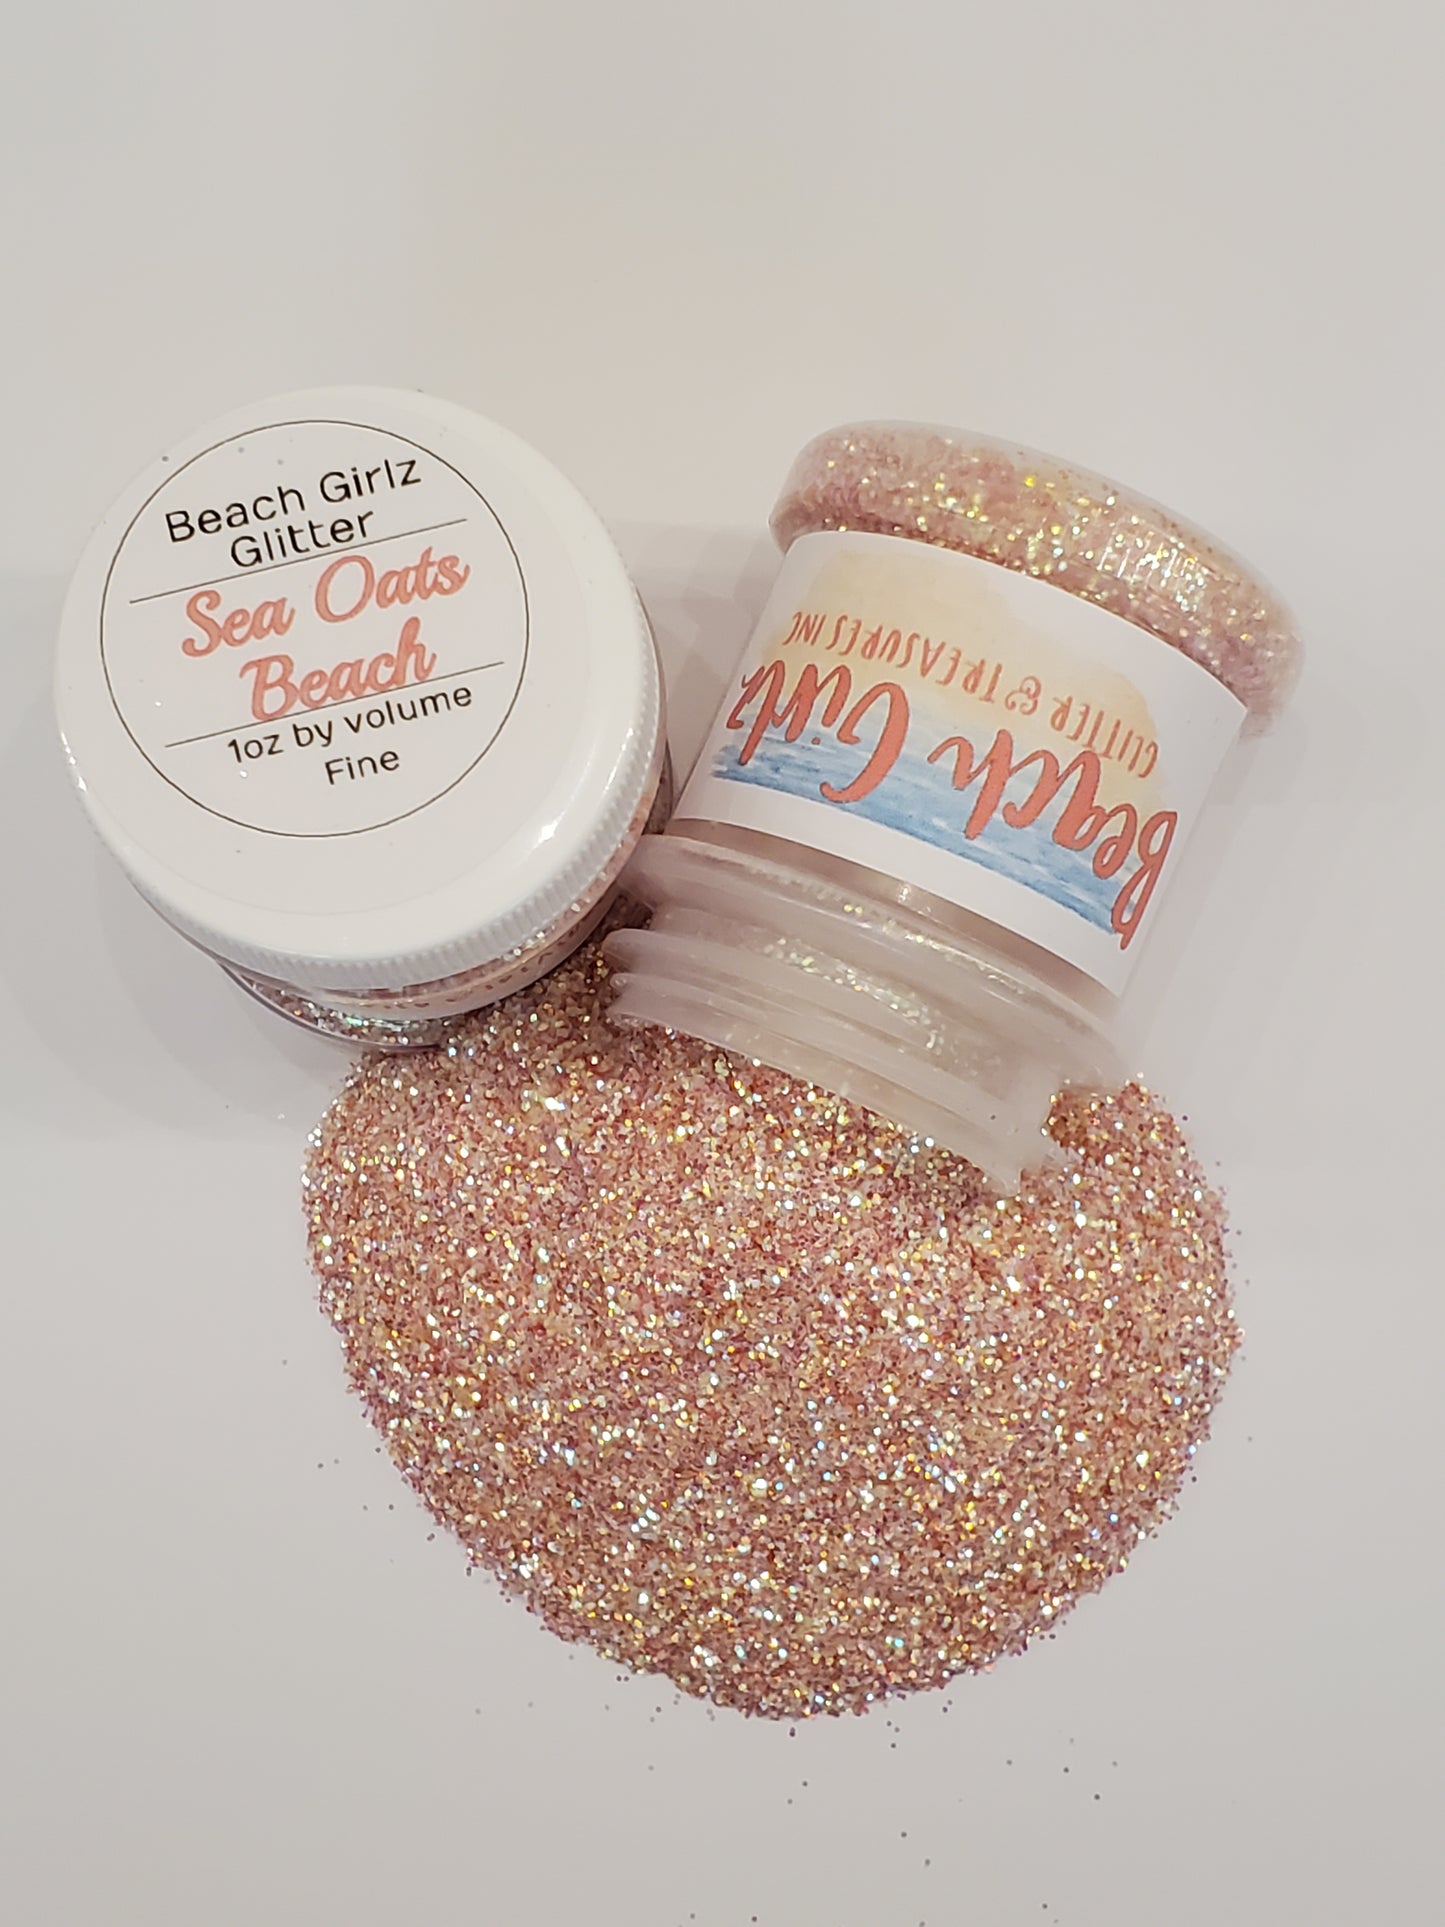 Beach Girlz
Glitter
Sea Oats
Beach
1oz by volume
Fine
Beach Girlz
GLITTER & TREASURES INC